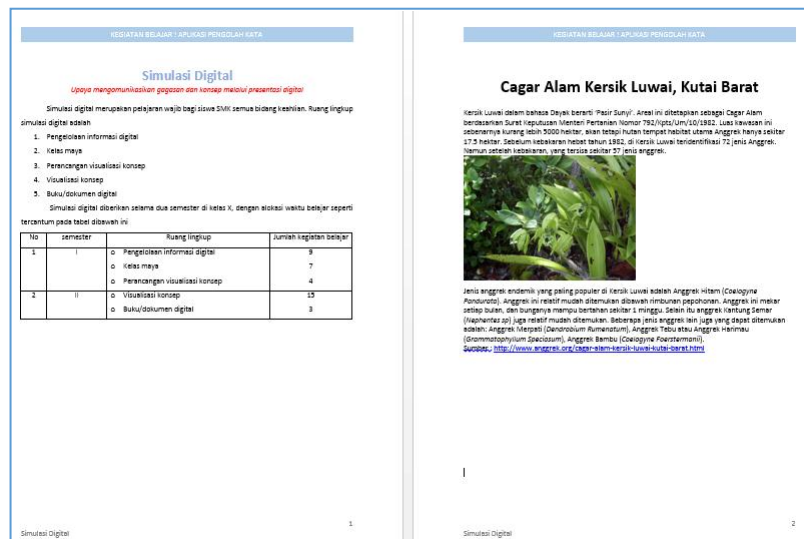 KEGIATAN BELAJAR ! APLIKASI PENGOLAH KATA
Simulasi Digital
Upaya mengomunikasikan gagasan dan konsep melalui presentasi digital
Simulasi digital merupakan pelajaran wajib bagi siswa SMK semua bidang keahlian. Ruang lingkup
simulasi digital adalah
1. Pengelolaan informasi digital
2. Kelas maya
3. Perancangan visualisasi konsep
4. Visualisasi konsep
5. Buku/dokumen digital
Simulasi digital diberikan selama dua semester di kelas X, dengan alokasi waktu belajar seperti
tercantum pada tabel dibawah ini
No semester Ruang lingkup Jumlah kegiatan belajar
1 I o Pengelolaan informasi digital 9
o Kelas maya 7
o Perancangan visualisasi konsep 4
2 II o Visualisasi konsep 15
o Buku/dokumen digital 3
1
Simulasi Digital
KEGIATAN BELAJAR ! APLIKASI PENGOLAH KATA
Cagar Alam Kersik Luwai, Kutai Barat
Kersik Luwai dalam bahasa Dayak berarti 'Pasir Sunyi'. Areal ini ditetapkan sebagai Cagar Alam
berdasarkan Surat Keputusan Menteri Pertanian Nomor 792/Kpts/Um/10/1982. Luas kawasan ini
sebenarnya kurang lebih 5000 hektar, akan tetapi hutan tempat habitat utama Anggrek hanya sekitar
17.5 hektar. Sebelum kebakaran hebat tahun 1982, di Kersik Luwai teridentifikasi 72 jenis Anggrek.
Namun setelah kebakaran, yang tersisa sekitar 57 jenis anggrek.
Jenis anggrek endemik yang paling populer di Kersik Luwai adalah Anggrek Hitam (Coelogyne
Pandurata). Anggrek ini relatif mudah ditemukan dibawah rimbunan pepohonan. Anggrek ini mekar
setiap bulan, dan bunganya mampu bertahan sekitar 1 minggu. Selain itu anggrek Kantung Semar
(Nephentes sp) juga relatif mudah ditemukan. Beberapa jenis anggrek lain juga yang dapat ditemukan
adalah: Anggrek Merpati (Dendrobium Rumenatum), Anggrek Tebu atau Anggrek Harimau
(Grammatophylum Speciosum), Anggrek Bambu (Coelogyne Foerstermanii).
Sumber : http://www.anggrek.org/cagar-alam-kersik-luwai-kutai-barat.html
2
Simulasi Digital